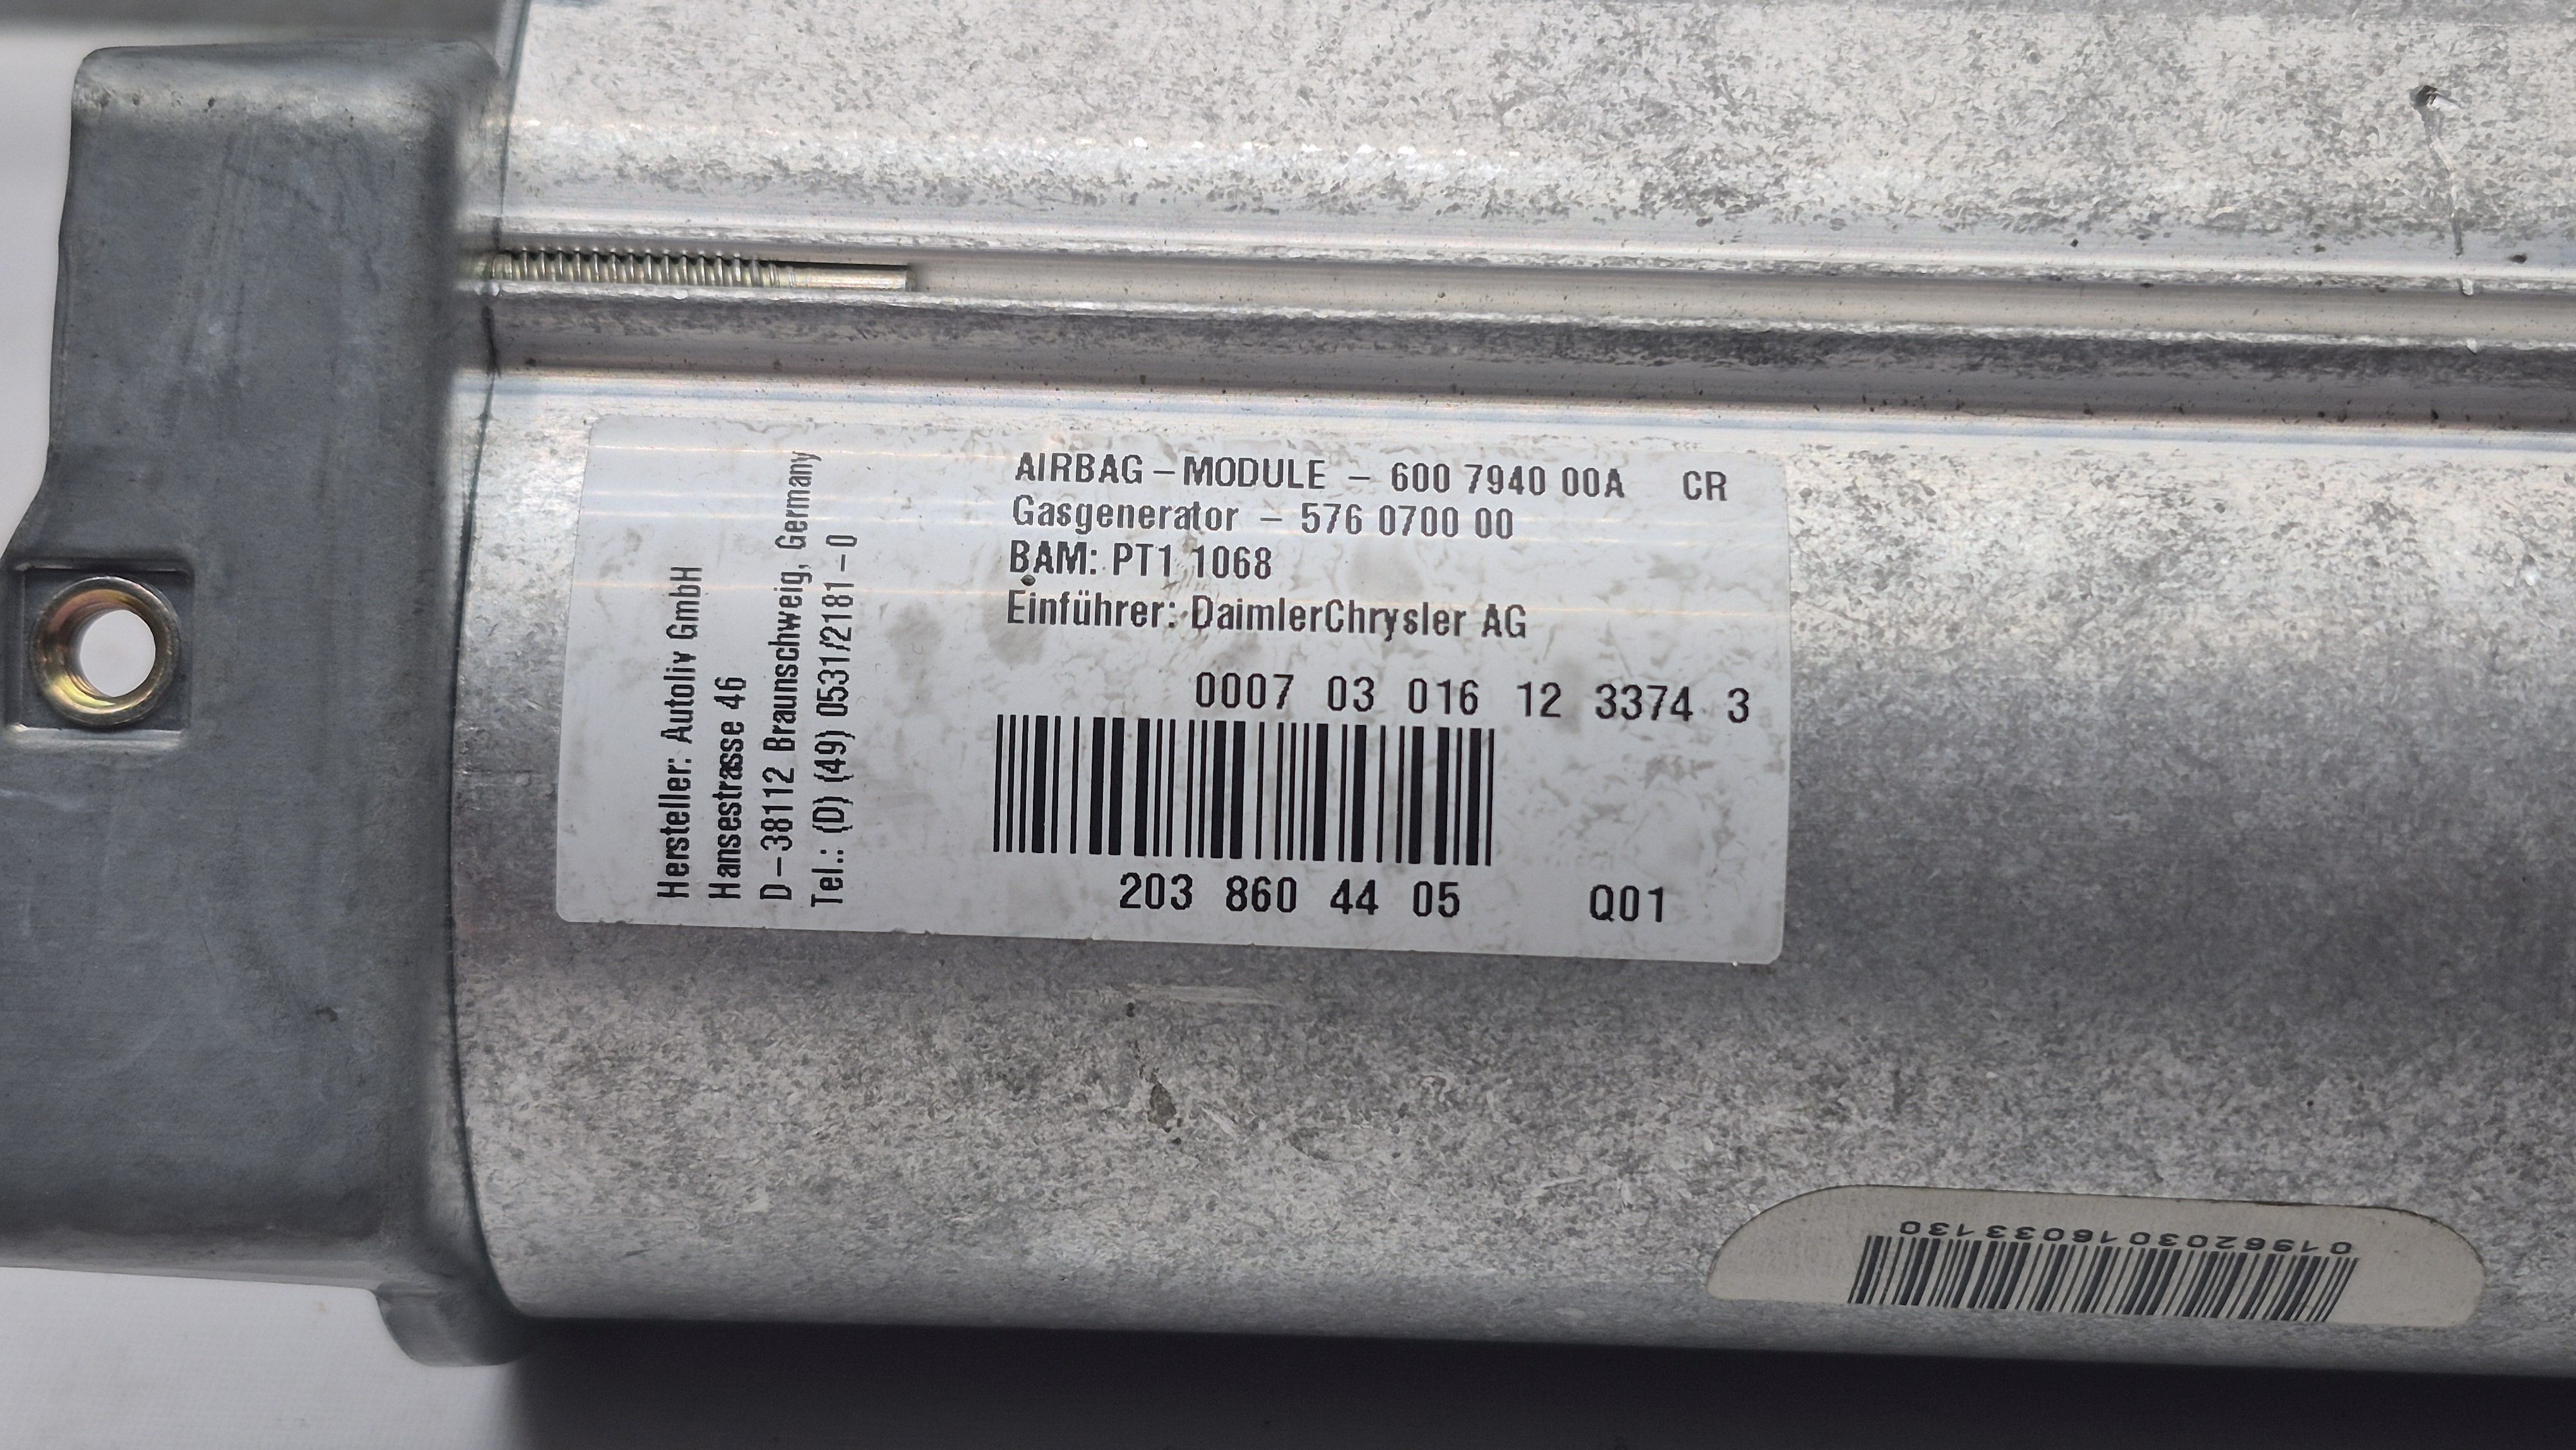 AIRBAG – MODULE – 600 7940 00A CR
Gasgenerator – 576 0700 00
BAM: PT1 1068
Einführer: DaimlerChrysler AG
0007 03 016 12 3374 3
203 860 44 05 Q01
Hersteller: Autoliv GmbH
Hansestrasse 46
D–38112 Braunschweig, Germany
Tel.: (D) (49) 0531/2181–0
0196203016033130